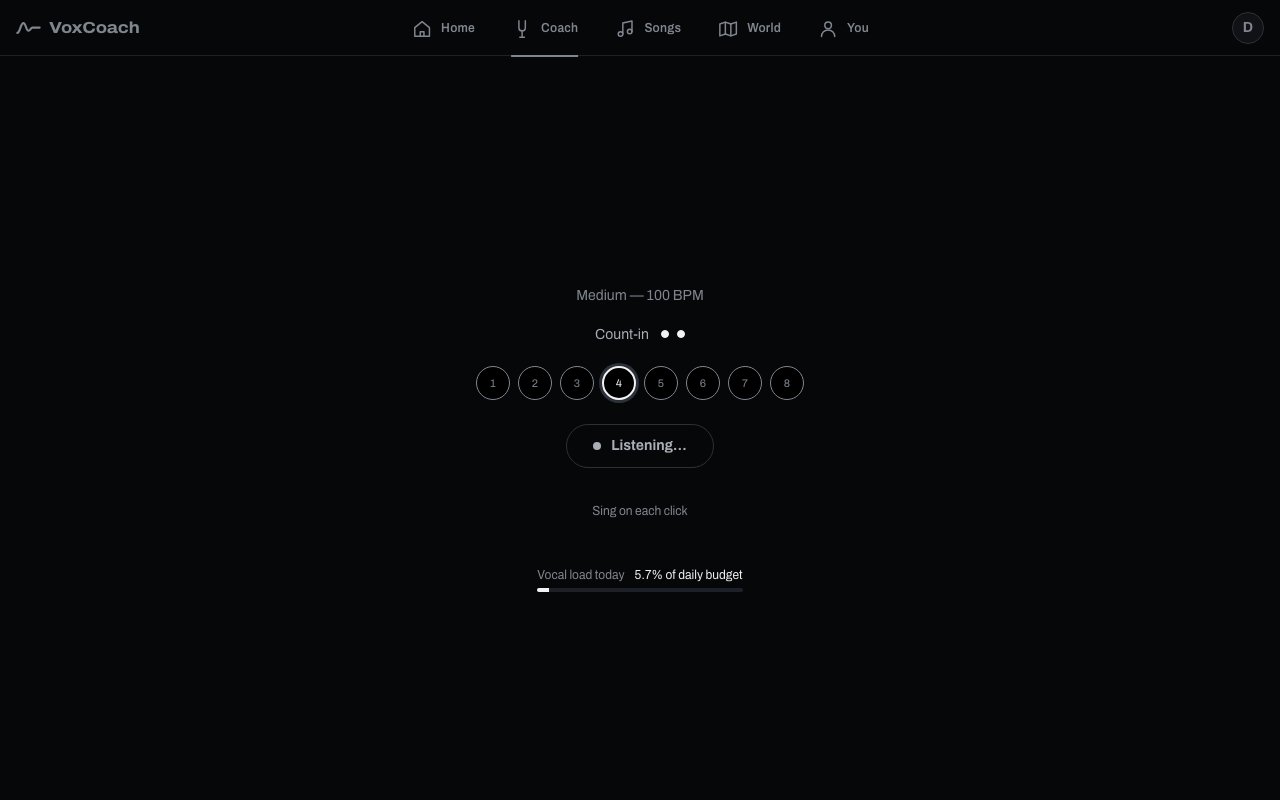 VoxCoach
Home
Coach
Songs
World
You
D
Medium — 100 BPM
Count-in
1 2 3 4 5 6 7 8
Listening...
Sing on each click
Vocal load today 5.7% of daily budget